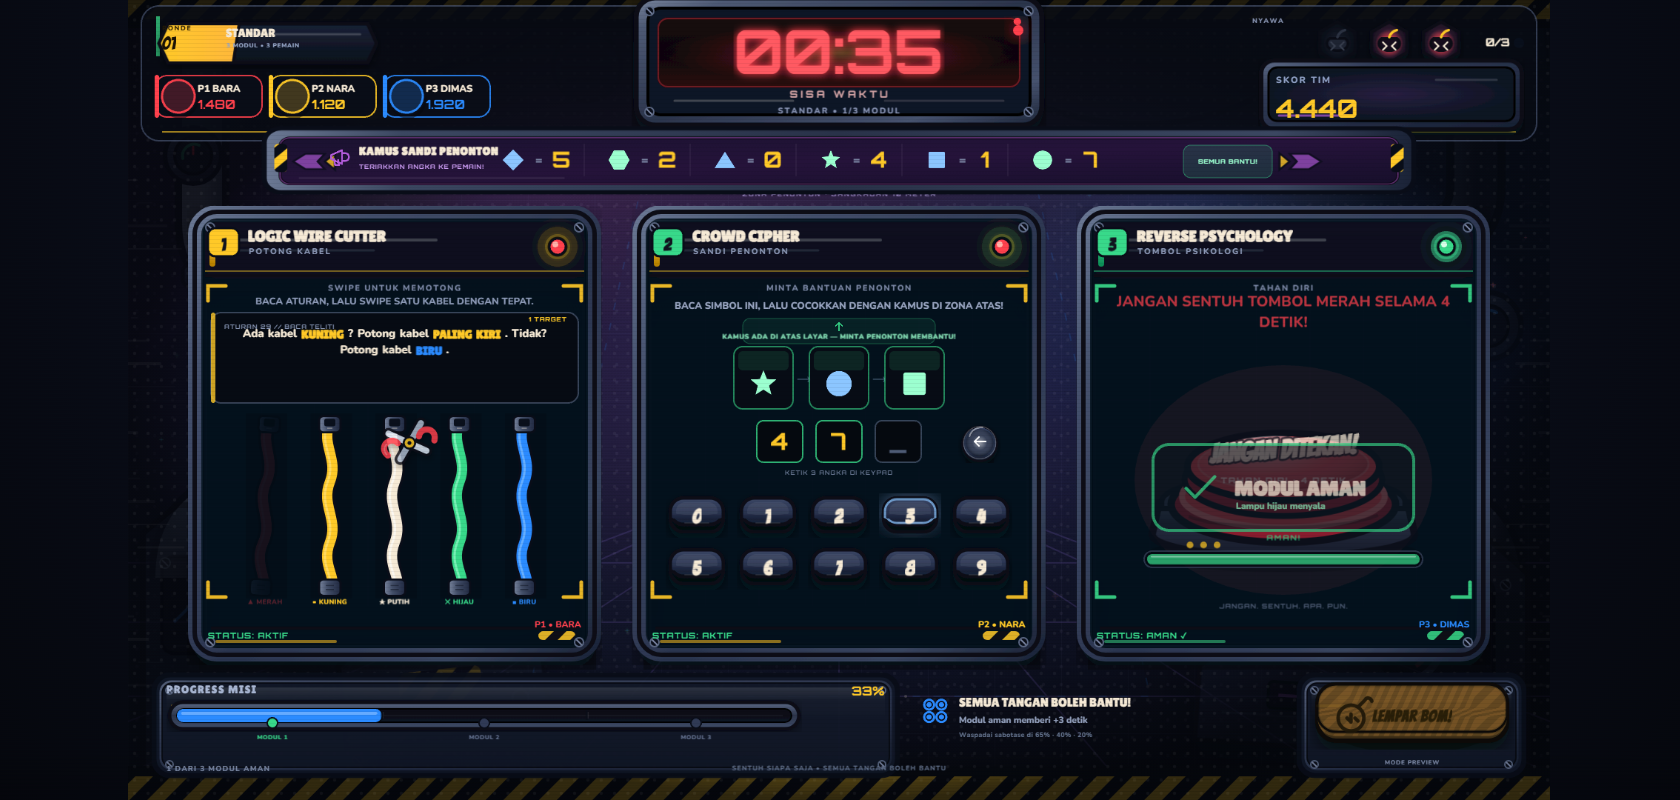 RONDE
01
STANDAR
3 MODUL • 3 PEMAIN
P1 BARA
1.480
P2 NARA
1.120
P3 DIMAS
1.920
00:35
SISA WAKTU
STANDAR • 1/3 MODUL
NYAWA
0/3
SKOR TIM
4.440
KAMUS SANDI PENONTON
TERIAKKAN ANGKA KE PEMAIN!
= 5
= 2
= 0
= 4
= 1
= 7
SEMUA BANTU!
1
LOGIC WIRE CUTTER
POTONG KABEL
SWIPE UNTUK MEMOTONG
BACA ATURAN, LALU SWIPE SATU KABEL DENGAN TEPAT.
1 TARGET
ATURAN 29 // BACA TELITI
Ada kabel KUNING ? Potong kabel PALING KIRI . Tidak?
Potong kabel BIRU .
▲ MERAH
● KUNING
★ PUTIH
✕ HIJAU
■ BIRU
P1 • BARA
STATUS: AKTIF
2
CROWD CIPHER
SANDI PENONTON
MINTA BANTUAN PENONTON
BACA SIMBOL INI, LALU COCOKKAN DENGAN KAMUS DI ZONA ATAS!
↑
KAMUS ADA DI ATAS LAYAR — MINTA PENONTON MEMBANTU!
4 7 _
←
KETIK 3 ANGKA DI KEYPAD
0 1 2 3 4
5 6 7 8 9
P2 • NARA
STATUS: AKTIF
3
REVERSE PSYCHOLOGY
TOMBOL PSIKOLOGI
TAHAN DIRI
JANGAN SENTUH TOMBOL MERAH SELAMA 4
DETIK!
JANGAN DITEKAN!
MODUL AMAN
Lampu hijau menyala
AMAN!
JANGAN. SENTUH. APA. PUN.
P3 • DIMAS
STATUS: AMAN ✓
PROGRESS MISI
33%
MODUL 1
MODUL 2
MODUL 3
1 DARI 3 MODUL AMAN
SENTUH SIAPA SAJA • SEMUA TANGAN BOLEH BANTU
SEMUA TANGAN BOLEH BANTU!
Modul aman memberi +3 detik
Waspadai sabotase di 65% · 40% · 20%
LEMPAR BOM!
MODE PREVIEW